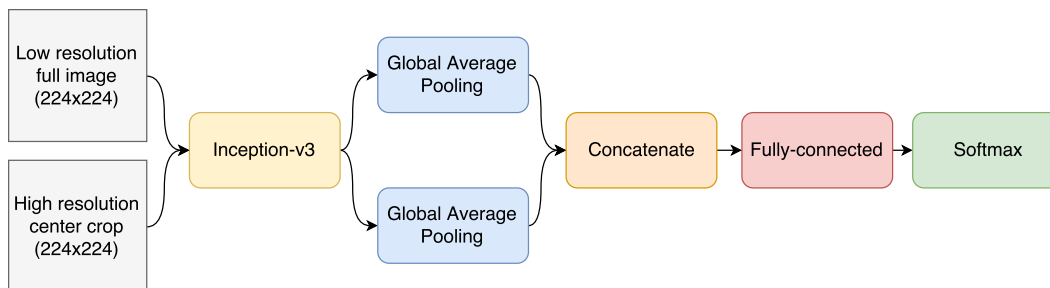 Low resolution
full image
(224x224)
High resolution
center crop
(224x224)
Inception-v3
Global Average
Pooling
Global Average
Pooling
Concatenate
Fully-connected
Softmax